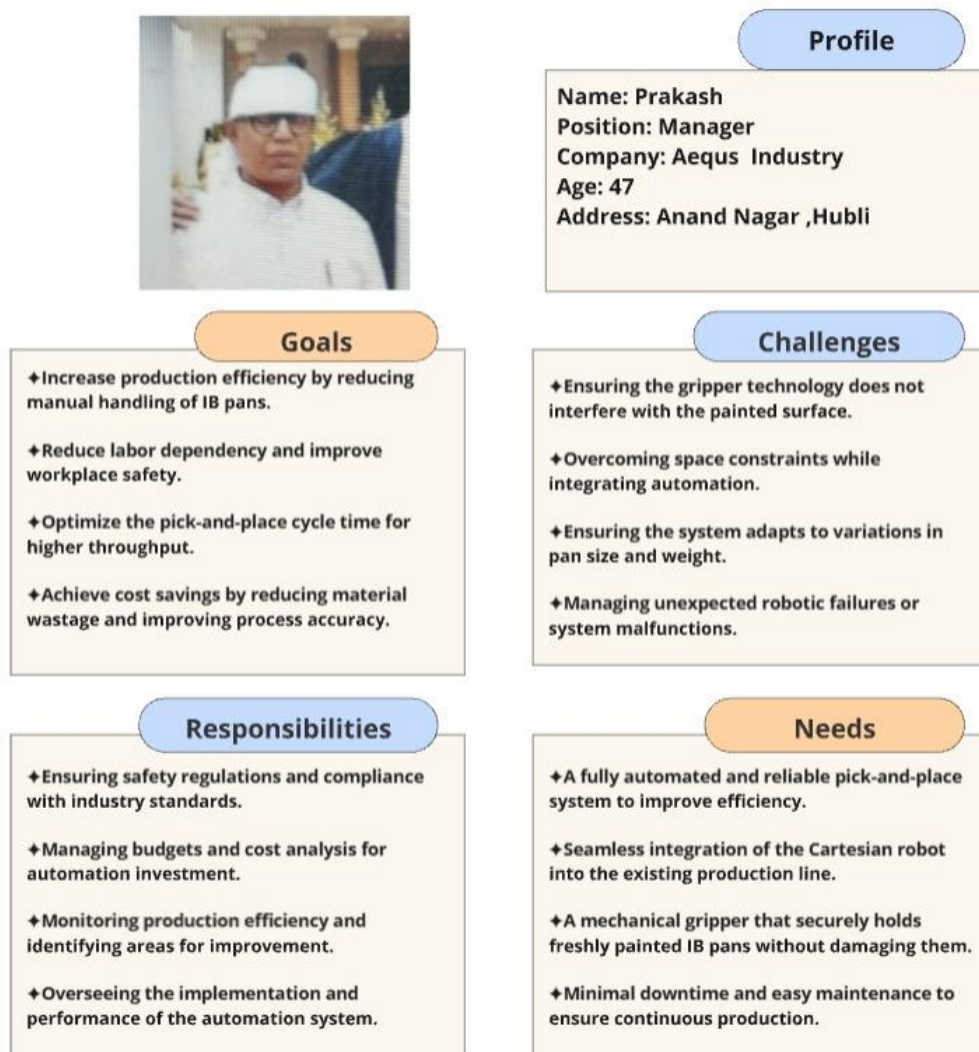 Profile
Name: Prakash
Position: Manager
Company: Aequs Industry
Age: 47
Address: Anand Nagar ,Hubli
Goals
✦Increase production efficiency by reducing
manual handling of IB pans.
✦Reduce labor dependency and improve
workplace safety.
✦Optimize the pick-and-place cycle time for
higher throughput.
✦Achieve cost savings by reducing material
wastage and improving process accuracy.
Challenges
✦Ensuring the gripper technology does not
interfere with the painted surface.
✦Overcoming space constraints while
integrating automation.
✦Ensuring the system adapts to variations in
pan size and weight.
✦Managing unexpected robotic failures or
system malfunctions.
Responsibilities
✦Ensuring safety regulations and compliance
with industry standards.
✦Managing budgets and cost analysis for
automation investment.
✦Monitoring production efficiency and
identifying areas for improvement.
✦Overseeing the implementation and
performance of the automation system.
Needs
✦A fully automated and reliable pick-and-place
system to improve efficiency.
✦Seamless integration of the Cartesian robot
into the existing production line.
✦A mechanical gripper that securely holds
freshly painted IB pans without damaging them.
✦Minimal downtime and easy maintenance to
ensure continuous production.